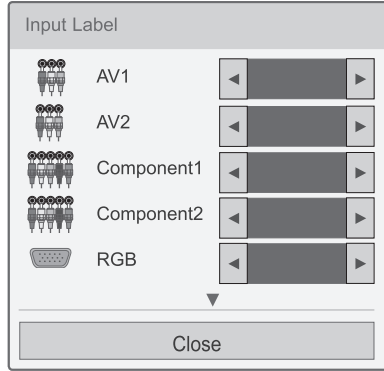 Input Label
AV1
AV2
Component1
Component2
RGB
Close